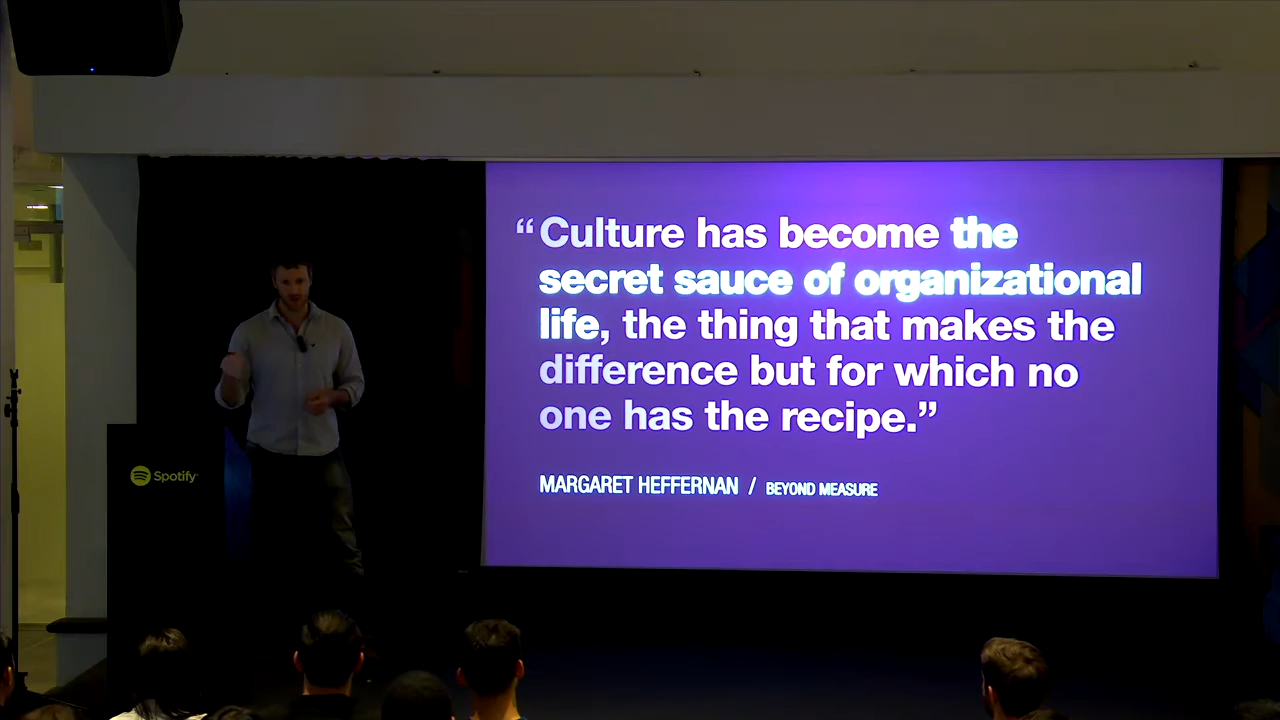 “Culture has become the
secret sauce of organizational
life, the thing that makes the
difference but for which no
one has the recipe.”
MARGARET HEFFERNAN / BEYOND MEASURE
Spotify